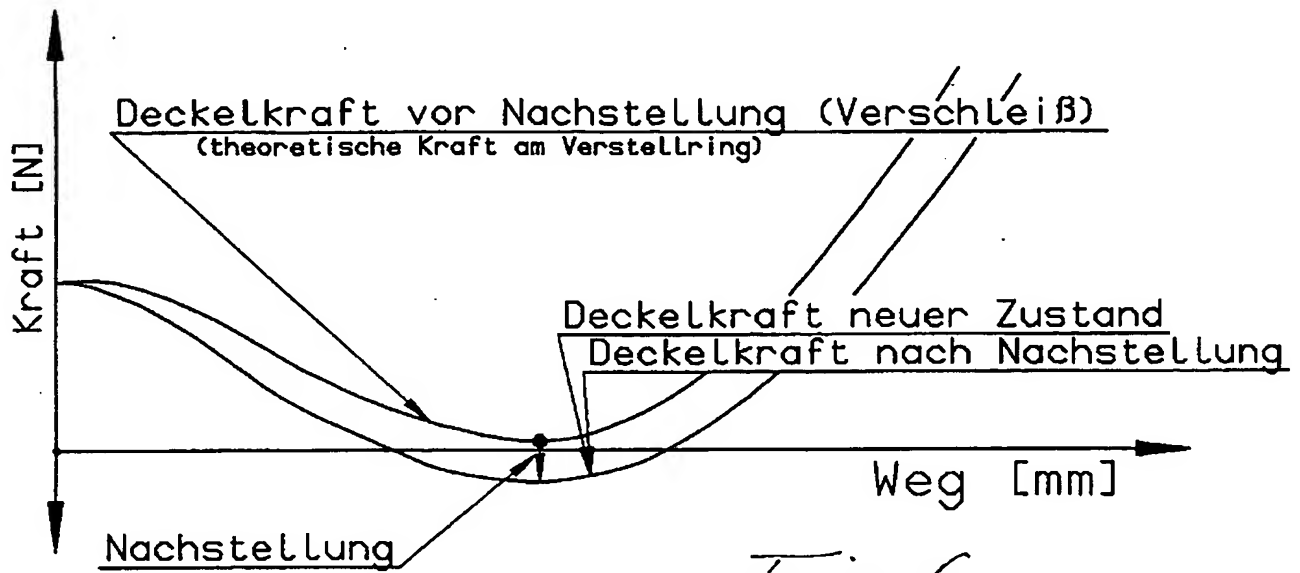 Deckelkraft vor Nachstellung (Verschleiß)
(theoretische Kraft am Verstellring)
Kraft [N]
Deckelkraft neuer Zustand
Deckelkraft nach Nachstellung
Weg [mm]
Nachstellung